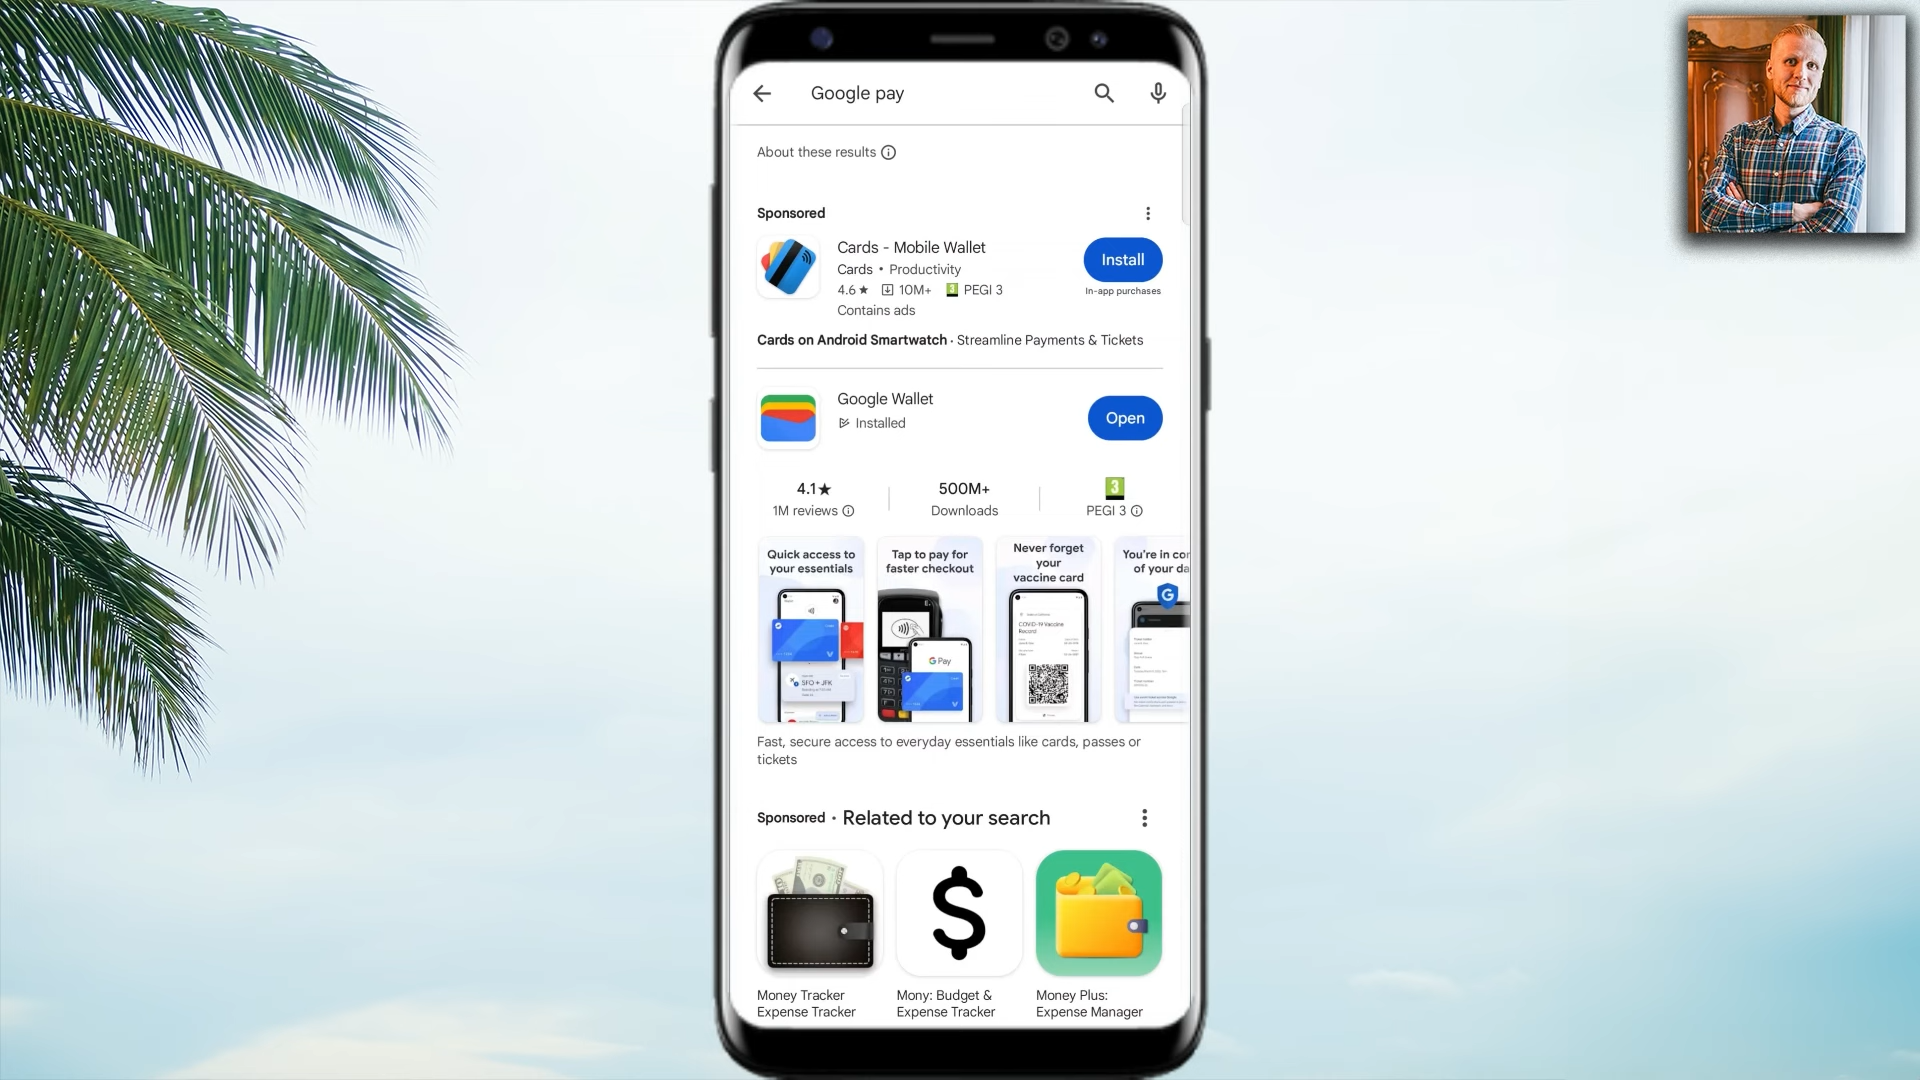 Google pay
About these results
Sponsored
Cards - Mobile Wallet
Cards • Productivity
4.6★ 10M+ 3 PEGI 3
Contains ads
Install
In-app purchases
Cards on Android Smartwatch · Streamline Payments & Tickets
Google Wallet
Installed
Open
4.1★
1M reviews
500M+
Downloads
3
PEGI 3
Quick access to
your essentials
SFO
JFK
Tap to pay for
faster checkout
G Pay
Never forget
your
vaccine card
COVID-19 Vaccine
Record
You're in con
of your da
G
Fast, secure access to everyday essentials like cards, passes or
tickets
Sponsored • Related to your search
$
Money Tracker
Expense Tracker
Mony: Budget &
Expense Tracker
Money Plus:
Expense Manager